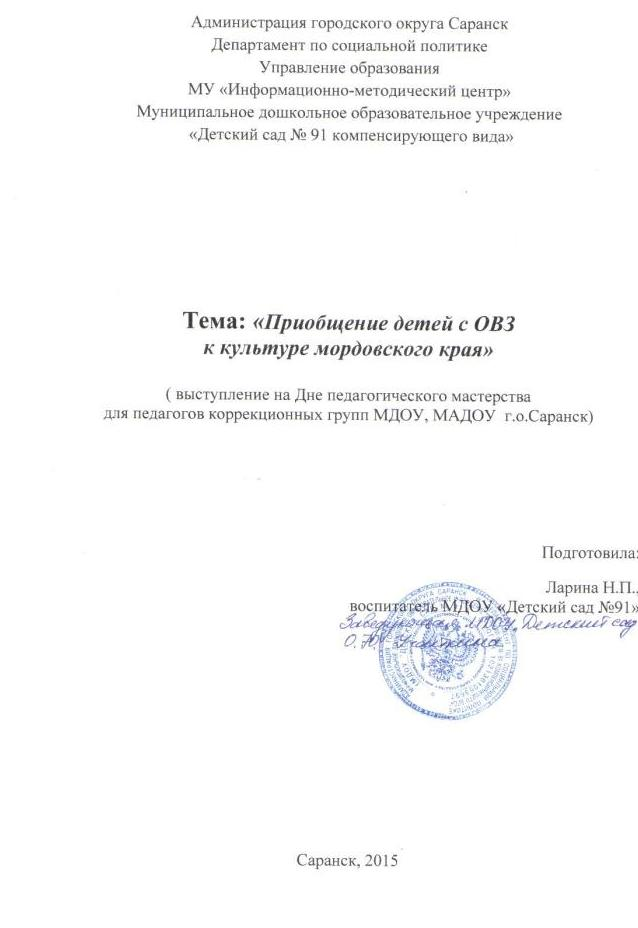 Администрация городского округа Саранск
Департамент по социальной политике
Управление образования
МУ «Информационно-методический центр»
Муниципальное дошкольное образовательное учреждение
«Детский сад № 91 компенсирующего вида»
Тема: «Приобщение детей с ОВЗ
к культуре мордовского края»
( выступление на Дне педагогического мастерства
для педагогов коррекционных групп МДОУ, МАДОУ г.о.Саранск)
Подготовила:
Ларина Н.П.,
воспитатель МДОУ «Детский сад №91»
Заведующая МДОУ „Детский сад
О.Ю.
Саранск, 2015